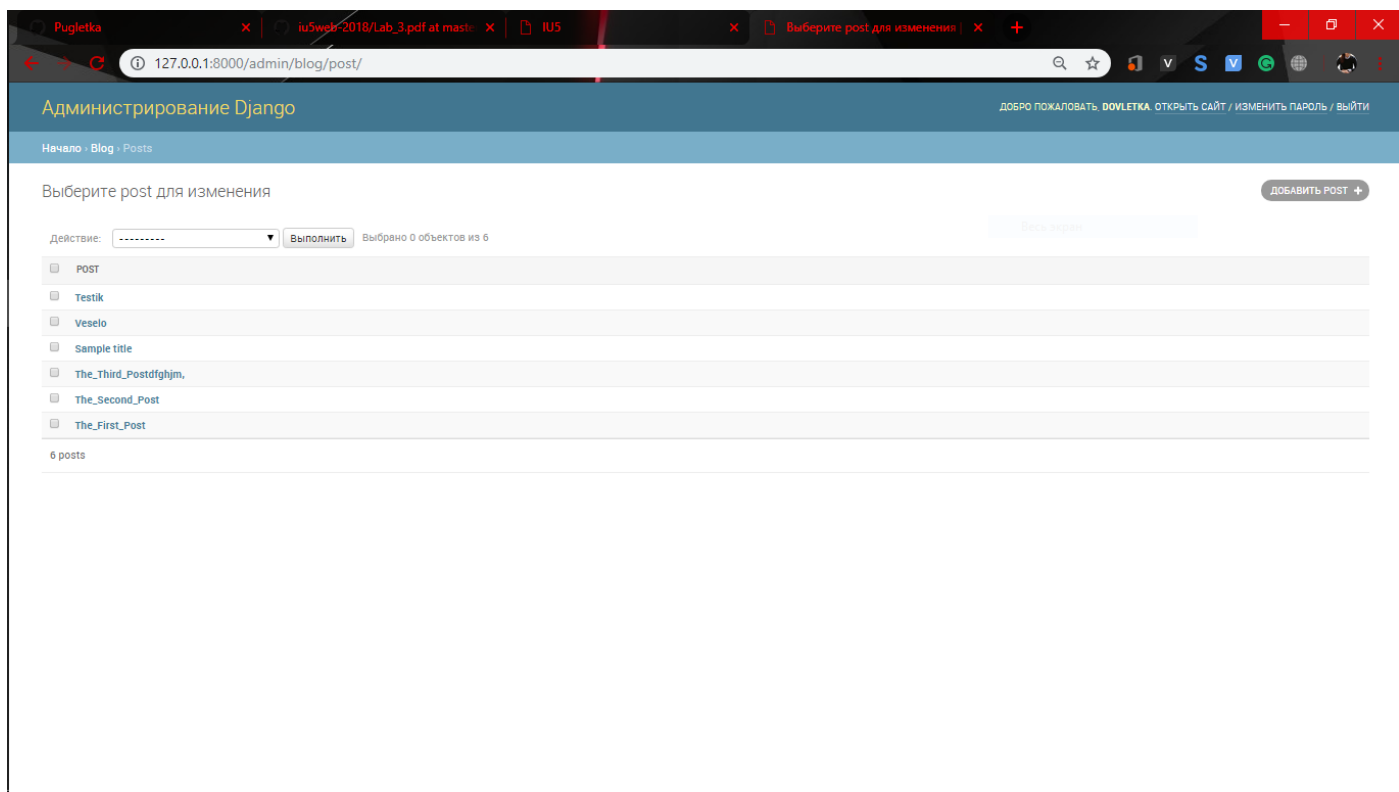 Pugletka
iu5web-2018/Lab_3.pdf at maste
IU5
Выберите post для изменения |
127.0.0.1:8000/admin/blog/post/
Администрирование Django
ДОБРО ПОЖАЛОВАТЬ, DOVLETKA. ОТКРЫТЬ САЙТ / ИЗМЕНИТЬ ПАРОЛЬ / ВЫЙТИ
Начало › Blog › Posts
Выберите post для изменения
ДОБАВИТЬ POST +
Весь экран
Действие: --------- Выполнить Выбрано 0 объектов из 6
POST
Testik
Veselo
Sample title
The_Third_Postdfghjm,
The_Second_Post
The_First_Post
6 posts